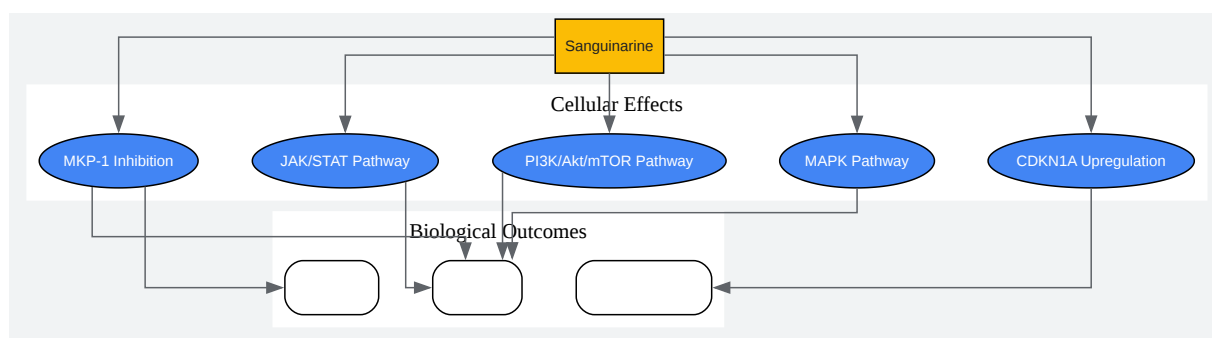 Sanguinarine
Cellular Effects
MKP-1 Inhibition
JAK/STAT Pathway
PI3K/Akt/mTOR Pathway
MAPK Pathway
CDKN1A Upregulation
Biological Outcomes